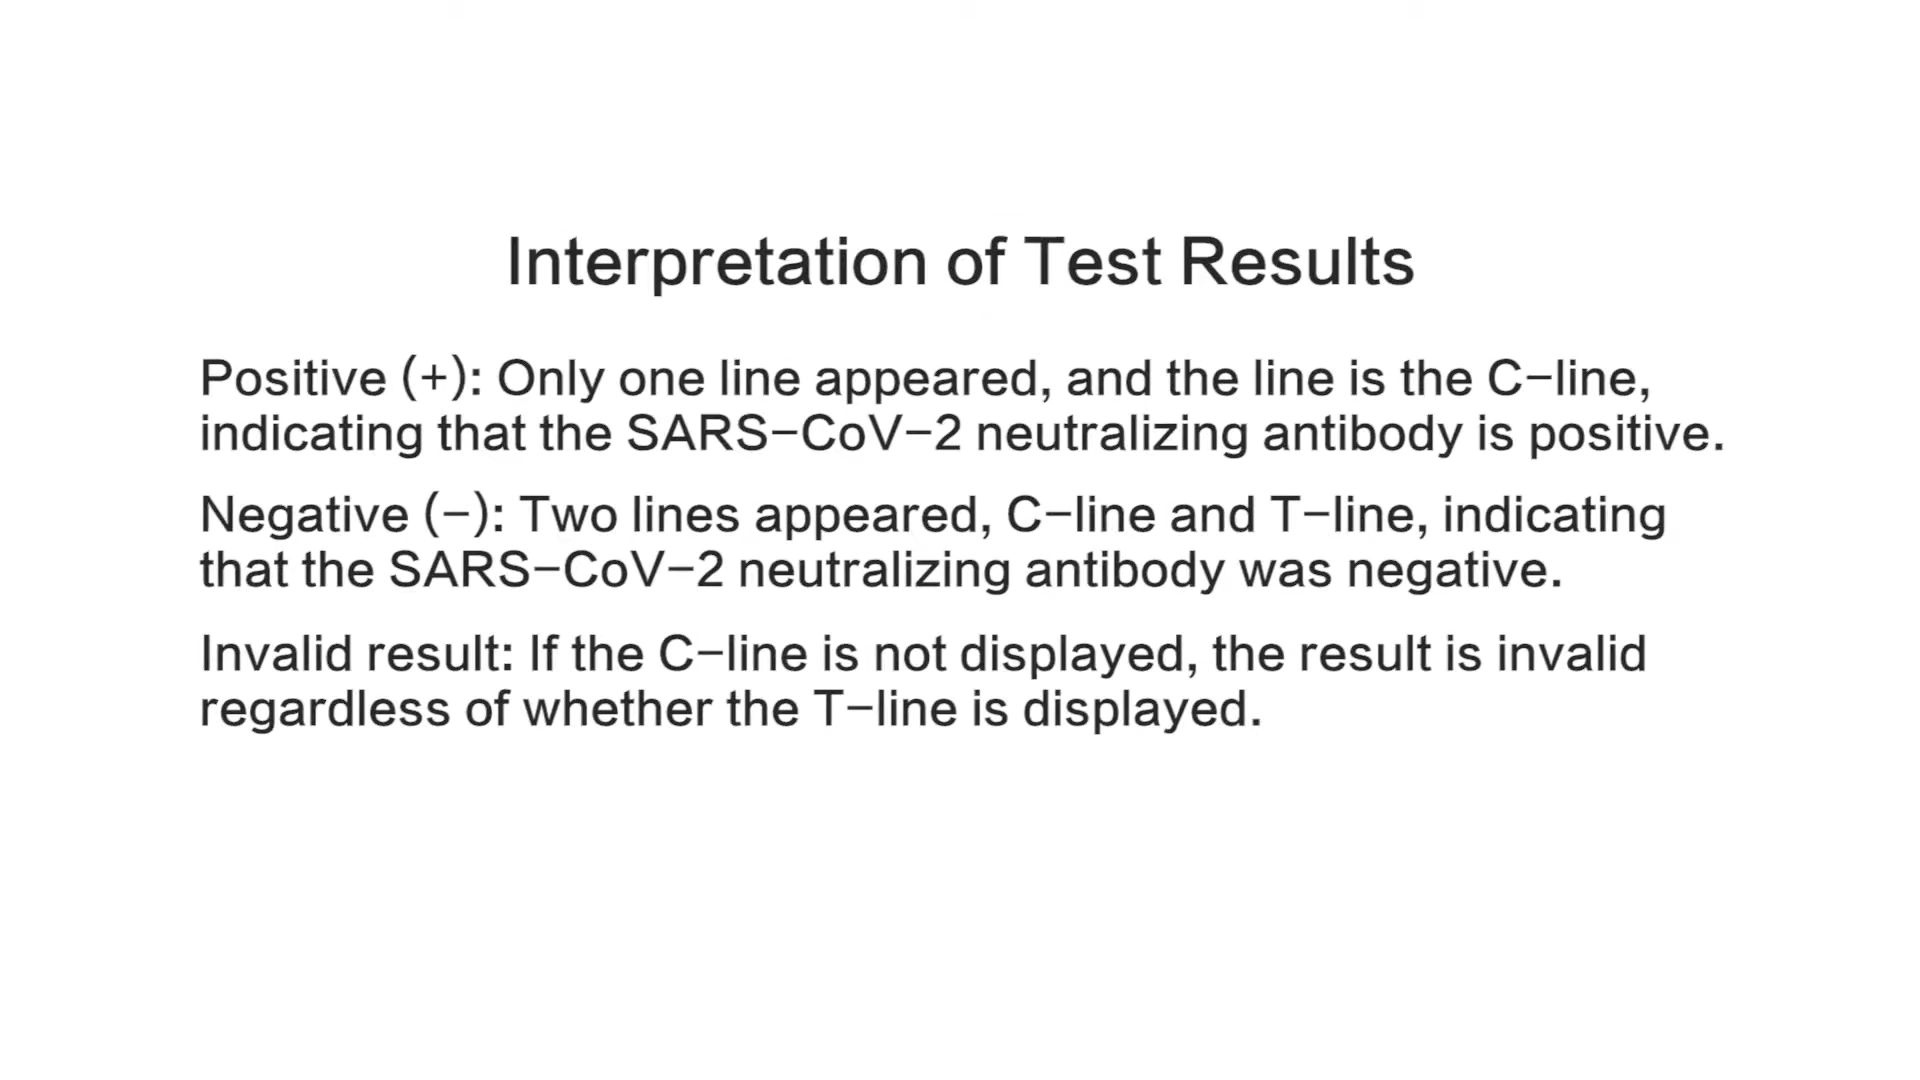 Interpretation of Test Results
Positive (+): Only one line appeared, and the line is the C-line,
indicating that the SARS-CoV-2 neutralizing antibody is positive.
Negative (-): Two lines appeared, C-line and T-line, indicating
that the SARS-CoV-2 neutralizing antibody was negative.
Invalid result: If the C-line is not displayed, the result is invalid
regardless of whether the T-line is displayed.